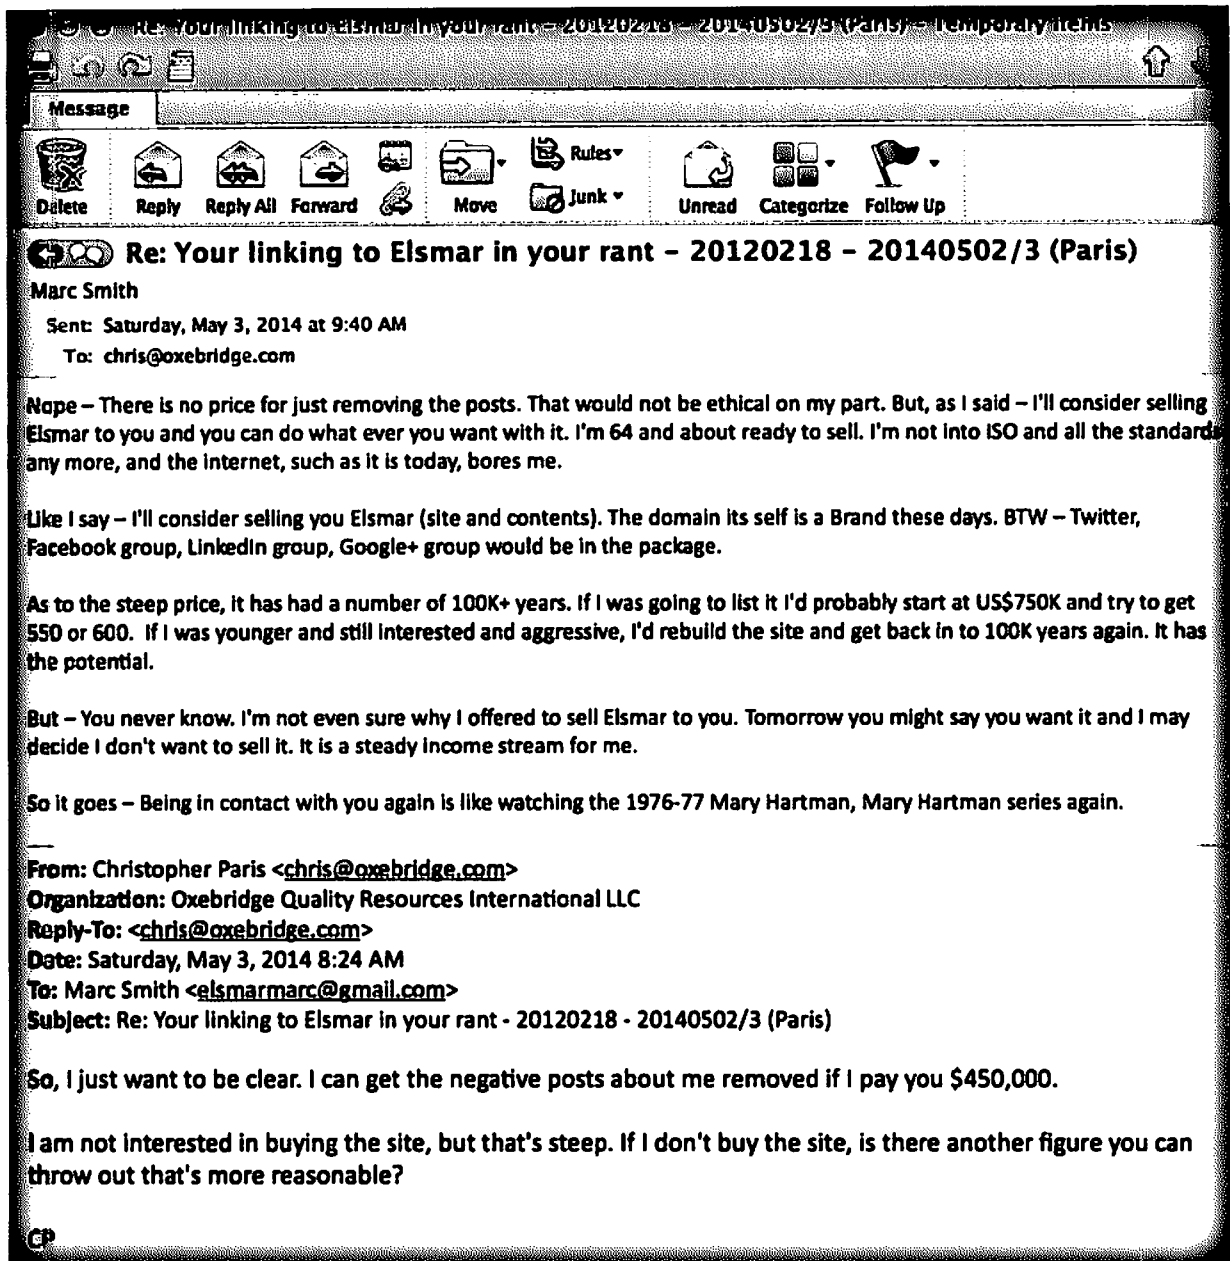 Re: Your linking to Elsmar in your rant – 20120218 – 20140502/3 (Paris) – Temporary Items
Message
Delete
Reply
Reply All
Forward
Move
Rules
Junk
Unread
Categorize
Follow Up
Re: Your linking to Elsmar in your rant – 20120218 – 20140502/3 (Paris)
Marc Smith
Sent: Saturday, May 3, 2014 at 9:40 AM
To: chris@oxebridge.com
Nope – There is no price for just removing the posts. That would not be ethical on my part. But, as I said – I'll consider selling
Elsmar to you and you can do what ever you want with it. I'm 64 and about ready to sell. I'm not into ISO and all the standards
any more, and the internet, such as it is today, bores me.
Like I say – I'll consider selling you Elsmar (site and contents). The domain its self is a Brand these days. BTW – Twitter,
Facebook group, LinkedIn group, Google+ group would be in the package.
As to the steep price, it has had a number of 100K+ years. If I was going to list it I'd probably start at US$750K and try to get
550 or 600. If I was younger and still interested and aggressive, I'd rebuild the site and get back in to 100K years again. It has
the potential.
But – You never know. I'm not even sure why I offered to sell Elsmar to you. Tomorrow you might say you want it and I may
decide I don't want to sell it. It is a steady income stream for me.
So it goes – Being in contact with you again is like watching the 1976-77 Mary Hartman, Mary Hartman series again.
From: Christopher Paris <chris@oxebridge.com>
Organization: Oxebridge Quality Resources International LLC
Reply-To: <chris@oxebridge.com>
Date: Saturday, May 3, 2014 8:24 AM
To: Marc Smith <elsmarmarc@gmail.com>
Subject: Re: Your linking to Elsmar in your rant - 20120218 - 20140502/3 (Paris)
So, I just want to be clear. I can get the negative posts about me removed if I pay you $450,000.
I am not interested in buying the site, but that's steep. If I don't buy the site, is there another figure you can
throw out that's more reasonable?
CP